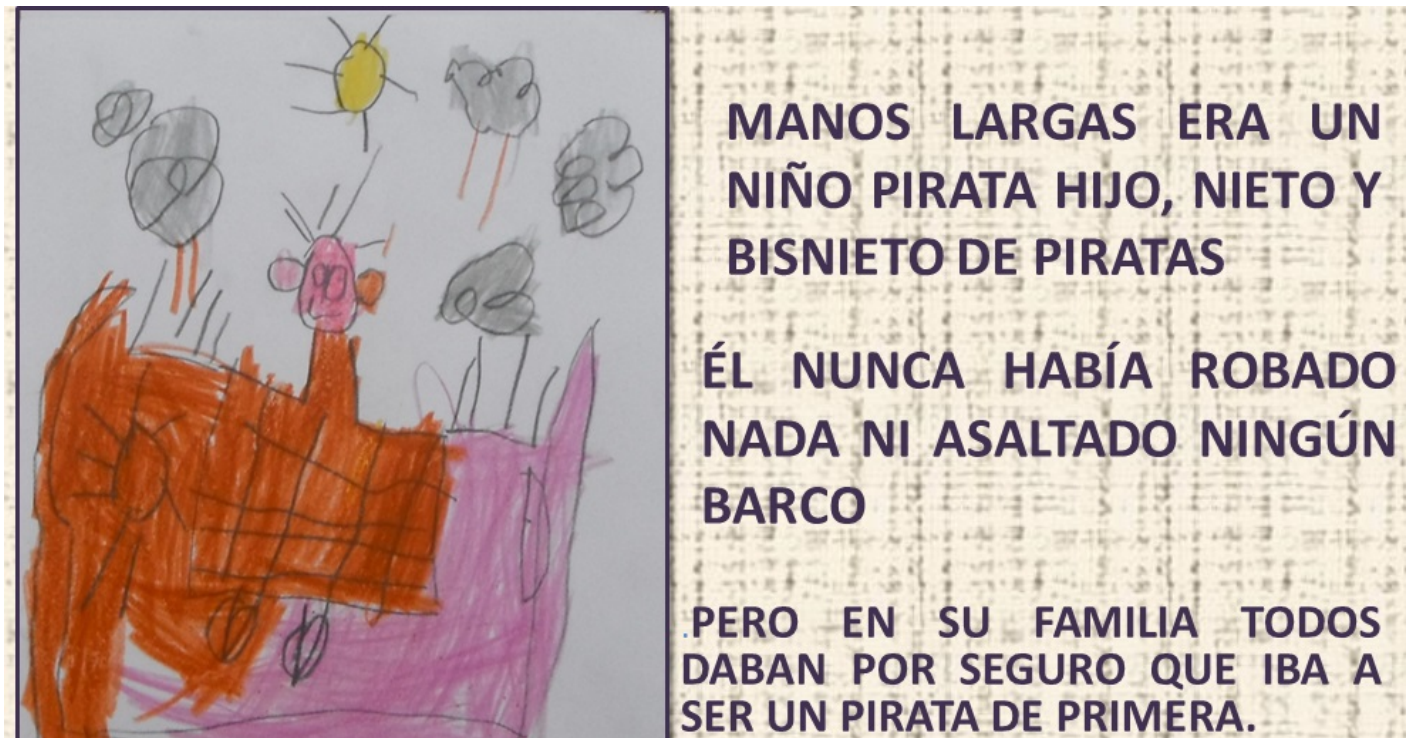 MANOS LARGAS ERA UN
NIÑO PIRATA HIJO, NIETO Y
BISNIETO DE PIRATAS
ÉL NUNCA HABÍA ROBADO
NADA NI ASALTADO NINGÚN
BARCO
.PERO EN SU FAMILIA TODOS
DABAN POR SEGURO QUE IBA A
SER UN PIRATA DE PRIMERA.